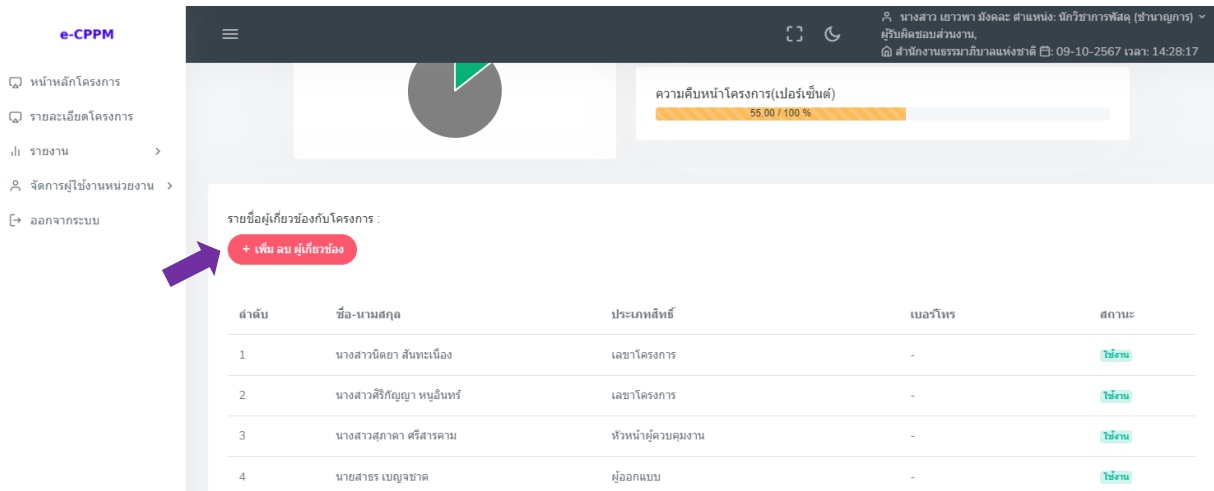 e-CPPM
นางสาว เยาวพา มังคละ ตำแหน่ง: นักวิชาการพัสดุ (ชำนาญการ)
ผู้รับผิดชอบส่วนงาน,
สำนักงานธรรมาภิบาลแห่งชาติ : 09-10-2567 เวลา: 14:28:17
หน้าหลักโครงการ
รายละเอียดโครงการ
รายงาน
จัดการผู้ใช้งานหน่วยงาน
ออกจากระบบ
ความคืบหน้าโครงการ(เปอร์เซ็นต์)
55.00 / 100 %
รายชื่อผู้เกี่ยวข้องกับโครงการ :
+ เพิ่ม ลบ ผู้เกี่ยวข้อง
ลำดับ ชื่อ-นามสกุล ประเภทสิทธิ์ เบอร์โทร สถานะ
1 นางสาวนิตยา สันทะเนือง เลขาโครงการ - ใช้งาน
2 นางสาวศิริกัญญา หนูอินทร์ เลขาโครงการ - ใช้งาน
3 นางสาวสุภาดา ศรีสารคาม หัวหน้าผู้ควบคุมงาน - ใช้งาน
4 นายสาธร เบญจชาด ผู้ออกแบบ - ใช้งาน